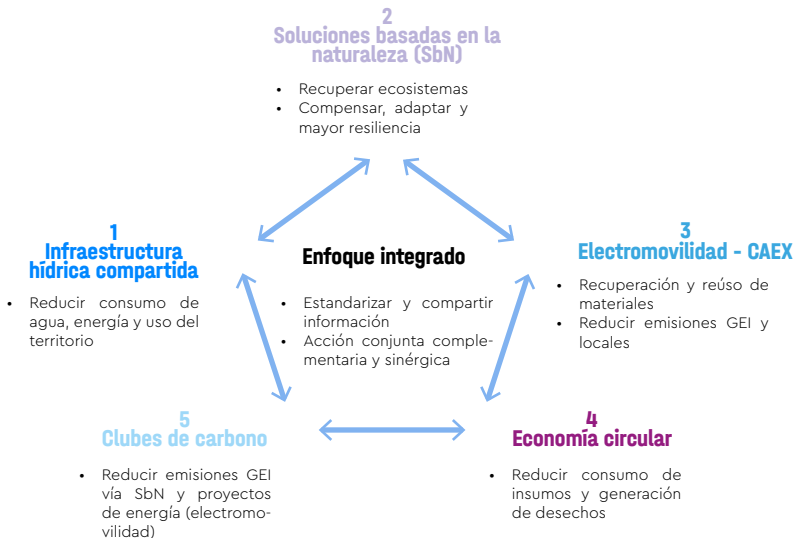 2
Soluciones basadas en la
naturaleza (SbN)
• Recuperar ecosistemas
• Compensar, adaptar y
mayor resiliencia
1
Infraestructura
hídrica compartida
• Reducir consumo de
agua, energía y uso del
territorio
Enfoque integrado
• Estandarizar y compartir
información
• Acción conjunta comple-
mentaria y sinérgica
3
Electromovilidad - CAEX
• Recuperación y reúso de
materiales
• Reducir emisiones GEI y
locales
5
Clubes de carbono
• Reducir emisiones GEI
vía SbN y proyectos
de energía (electromo-
vilidad)
4
Economía circular
• Reducir consumo de
insumos y generación
de desechos